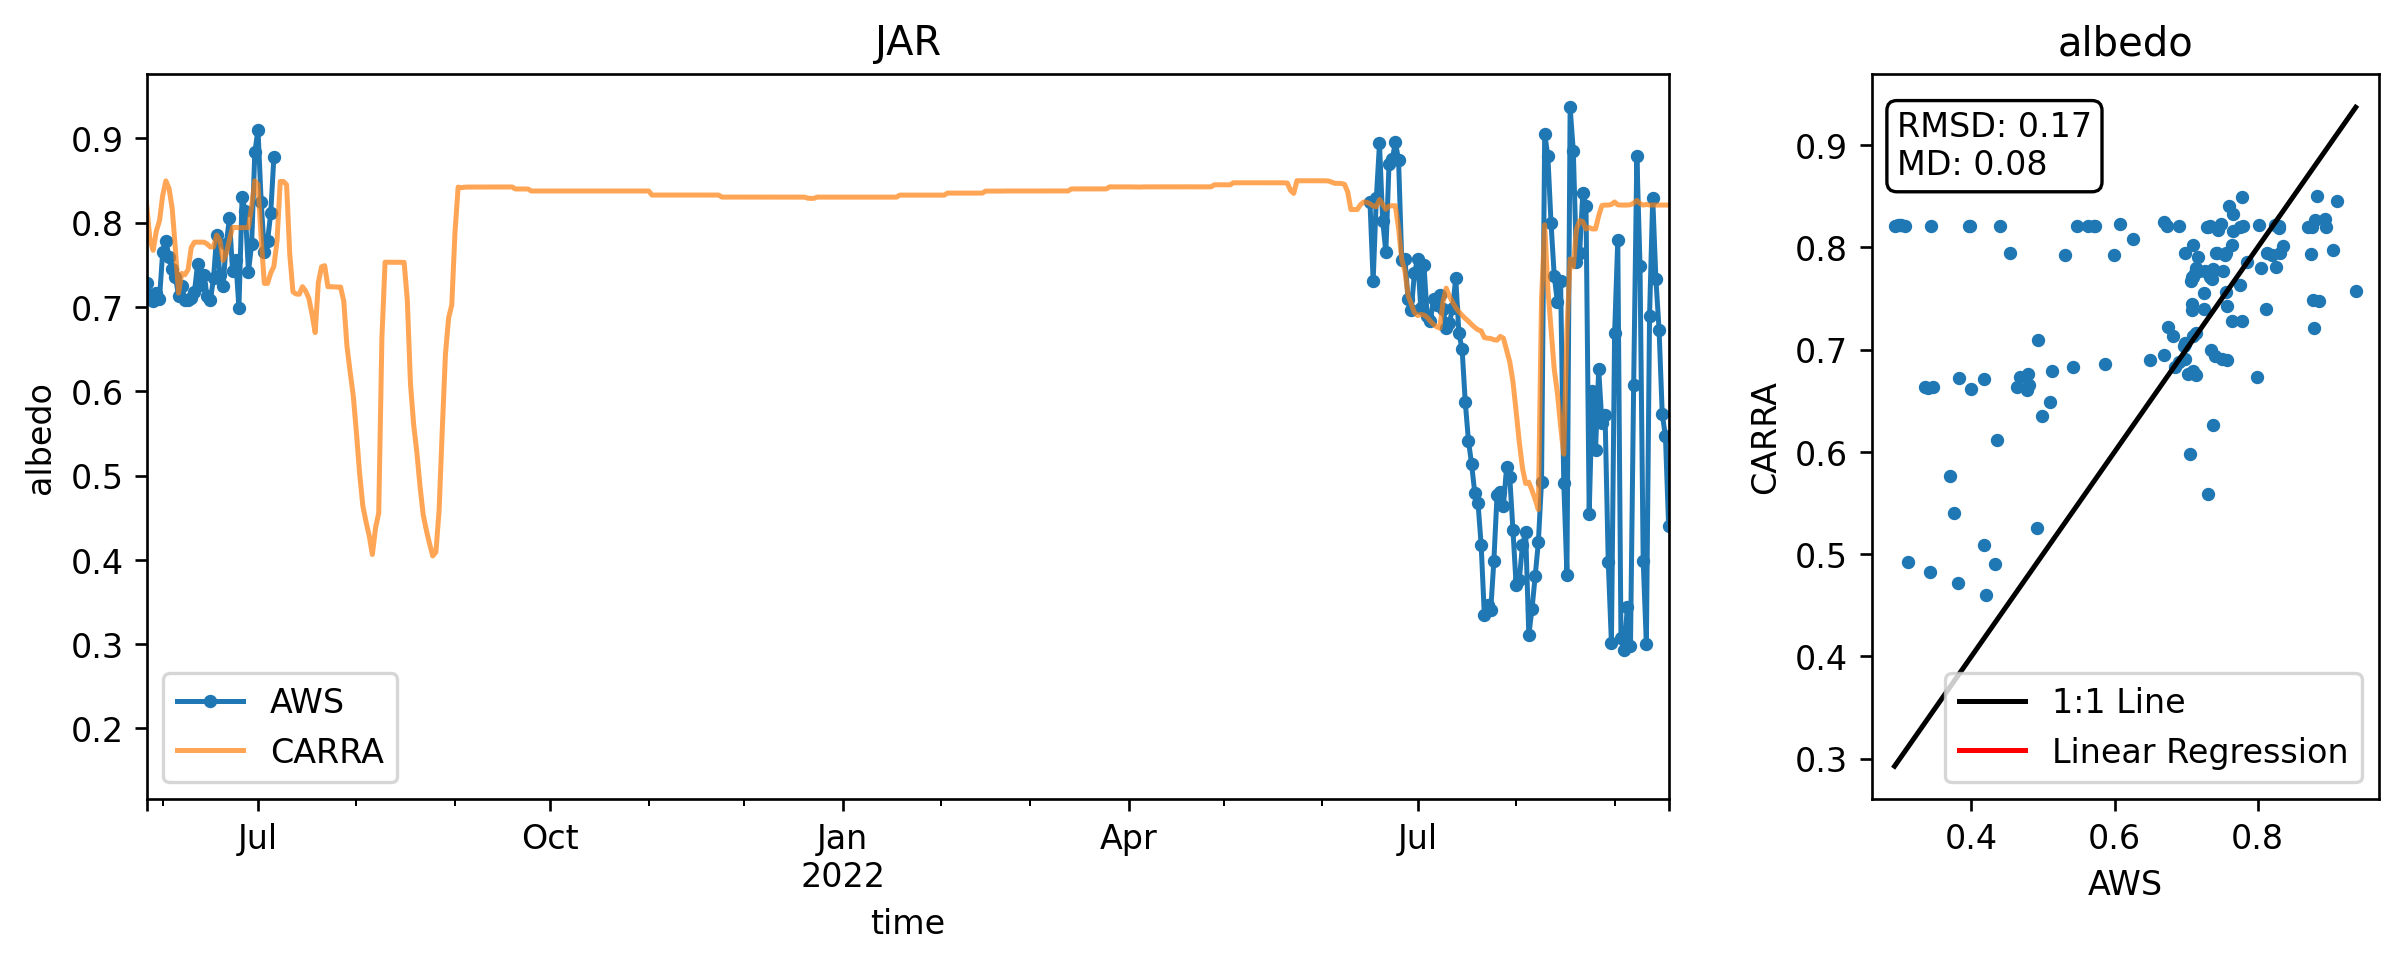 JAR
albedo
0.9
0.8
0.7
0.6
0.5
0.4
0.3
0.2
AWS
CARRA
Jul
Oct
Jan
2022
Apr
Jul
time
albedo
RMSD: 0.17
MD: 0.08
CARRA
0.9
0.8
0.7
0.6
0.5
0.4
0.3
1:1 Line
Linear Regression
0.4
0.6
0.8
AWS